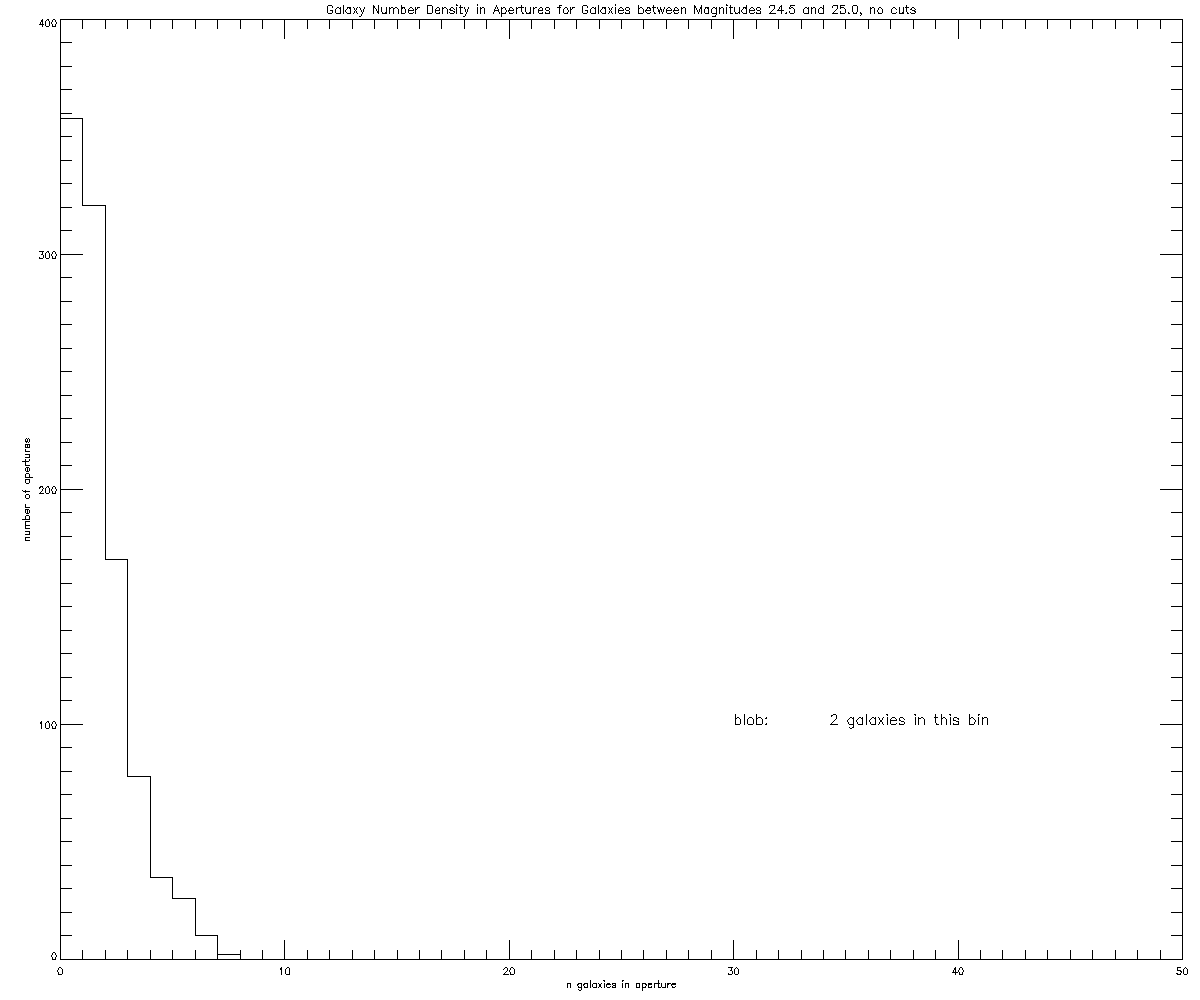 Galaxy Number Density in Apertures for Galaxies between Magnitudes 24.5 and 25.0, no cuts
400
300
200
100
0
number of apertures
blob: 2 galaxies in this bin
0 10 20 30 40 50
n galaxies in aperture